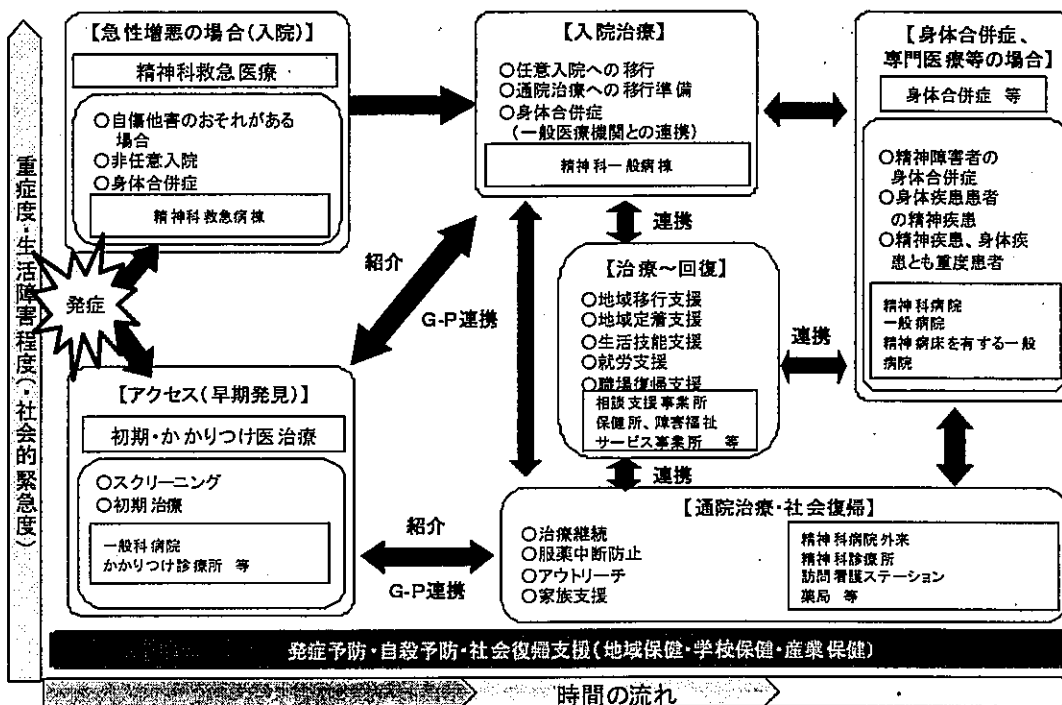 重症度(生活障害程度)・社会的緊急度
【急性増悪の場合(入院)】
精神科救急医療
○自傷他害のおそれがある
場合
○非任意入院
○身体合併症
精神科救急病棟
発症
【アクセス(早期発見)】
初期・かかりつけ医治療
○スクリーニング
○初期治療
一般科病院
かかりつけ診療所 等
紹介
G-P連携
紹介
G-P連携
【入院治療】
○任意入院への移行
○通院治療への移行準備
○身体合併症
(一般医療機関との連携)
精神科一般病棟
連携
【治療～回復】
○地域移行支援
○地域定着支援
○生活技能支援
○就労支援
○職場復帰支援
相談支援事業所
保健所、障害福祉
サービス事業所 等
連携
連携
【身体合併症、
専門医療等の場合】
身体合併症 等
○精神障害者の
身体合併症
○身体疾患患者
の精神疾患
○精神疾患、身体疾
患とも重度患者
精神科病院
一般病院
精神病床を有する一般
病院
【通院治療・社会復帰】
○治療継続
○服薬中断防止
○アウトリーチ
○家族支援
精神科病院外来
精神科診療所
訪問看護ステーション
薬局 等
発症予防・自殺予防・社会復帰支援(地域保健・学校保健・産業保健)
時間の流れ